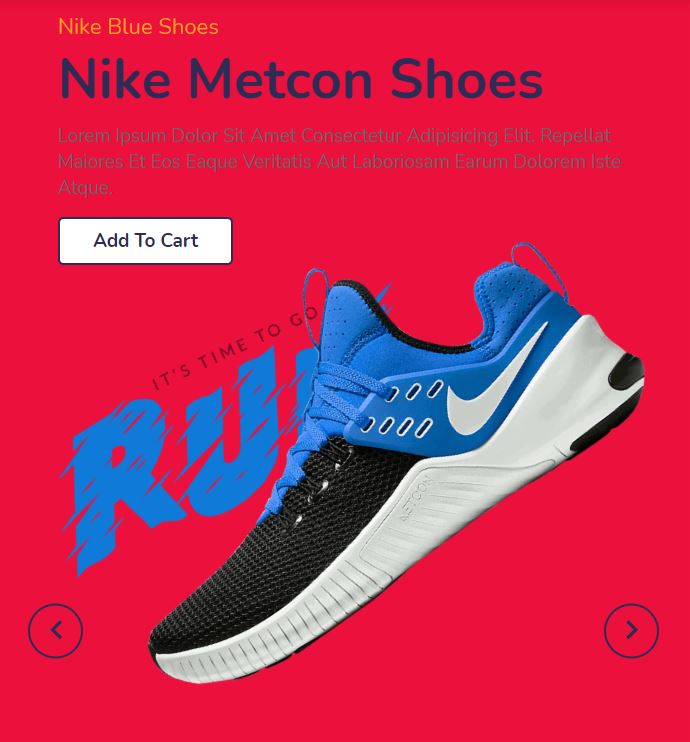 Nike Blue Shoes
Nike Metcon Shoes
Lorem Ipsum Dolor Sit Amet Consectetur Adipisicing Elit. Repellat
Maiores Et Eos Eaque Veritatis Aut Laboriosam Earum Dolorem Iste
Atque.
Add To Cart
IT'S TIME TO GO
RU
METCON